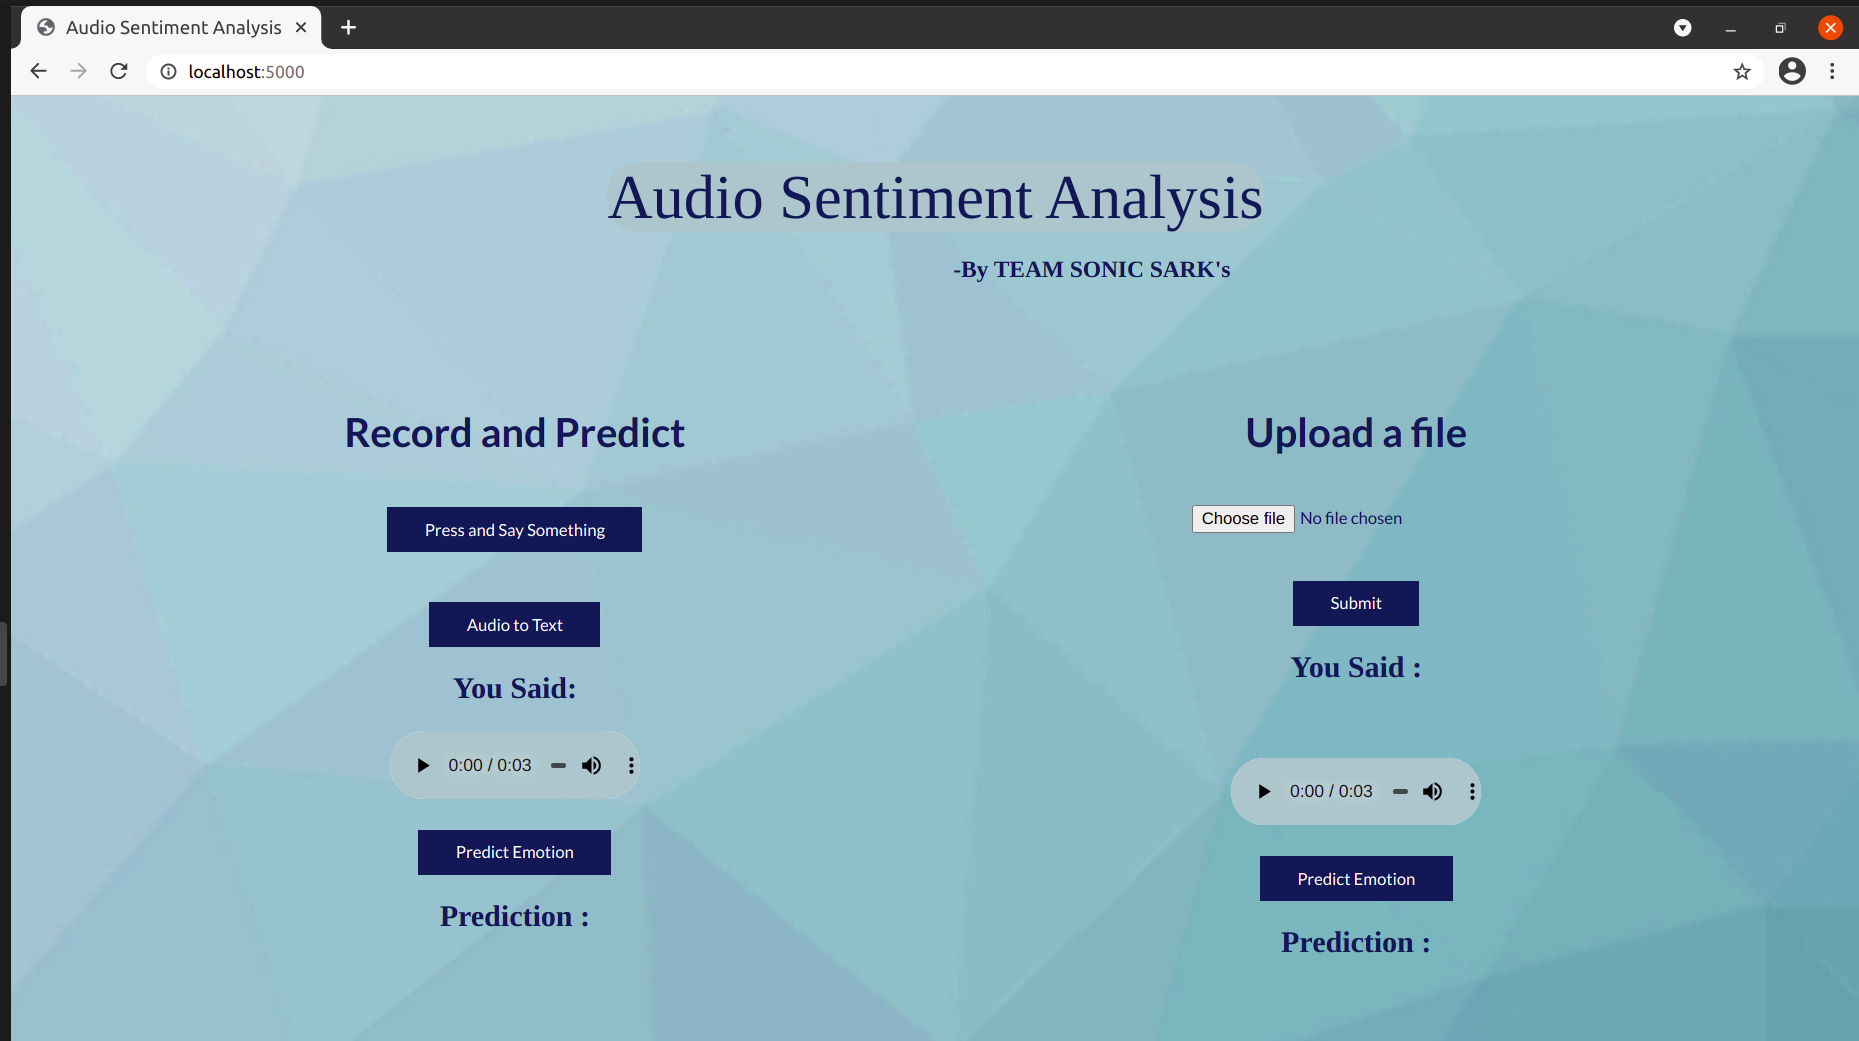 Audio Sentiment Analysis
localhost:5000
Audio Sentiment Analysis
-By TEAM SONIC SARK's
Record and Predict
Press and Say Something
Audio to Text
You Said:
0:00 / 0:03
Predict Emotion
Prediction :
Upload a file
Choose file No file chosen
Submit
You Said :
0:00 / 0:03
Predict Emotion
Prediction :